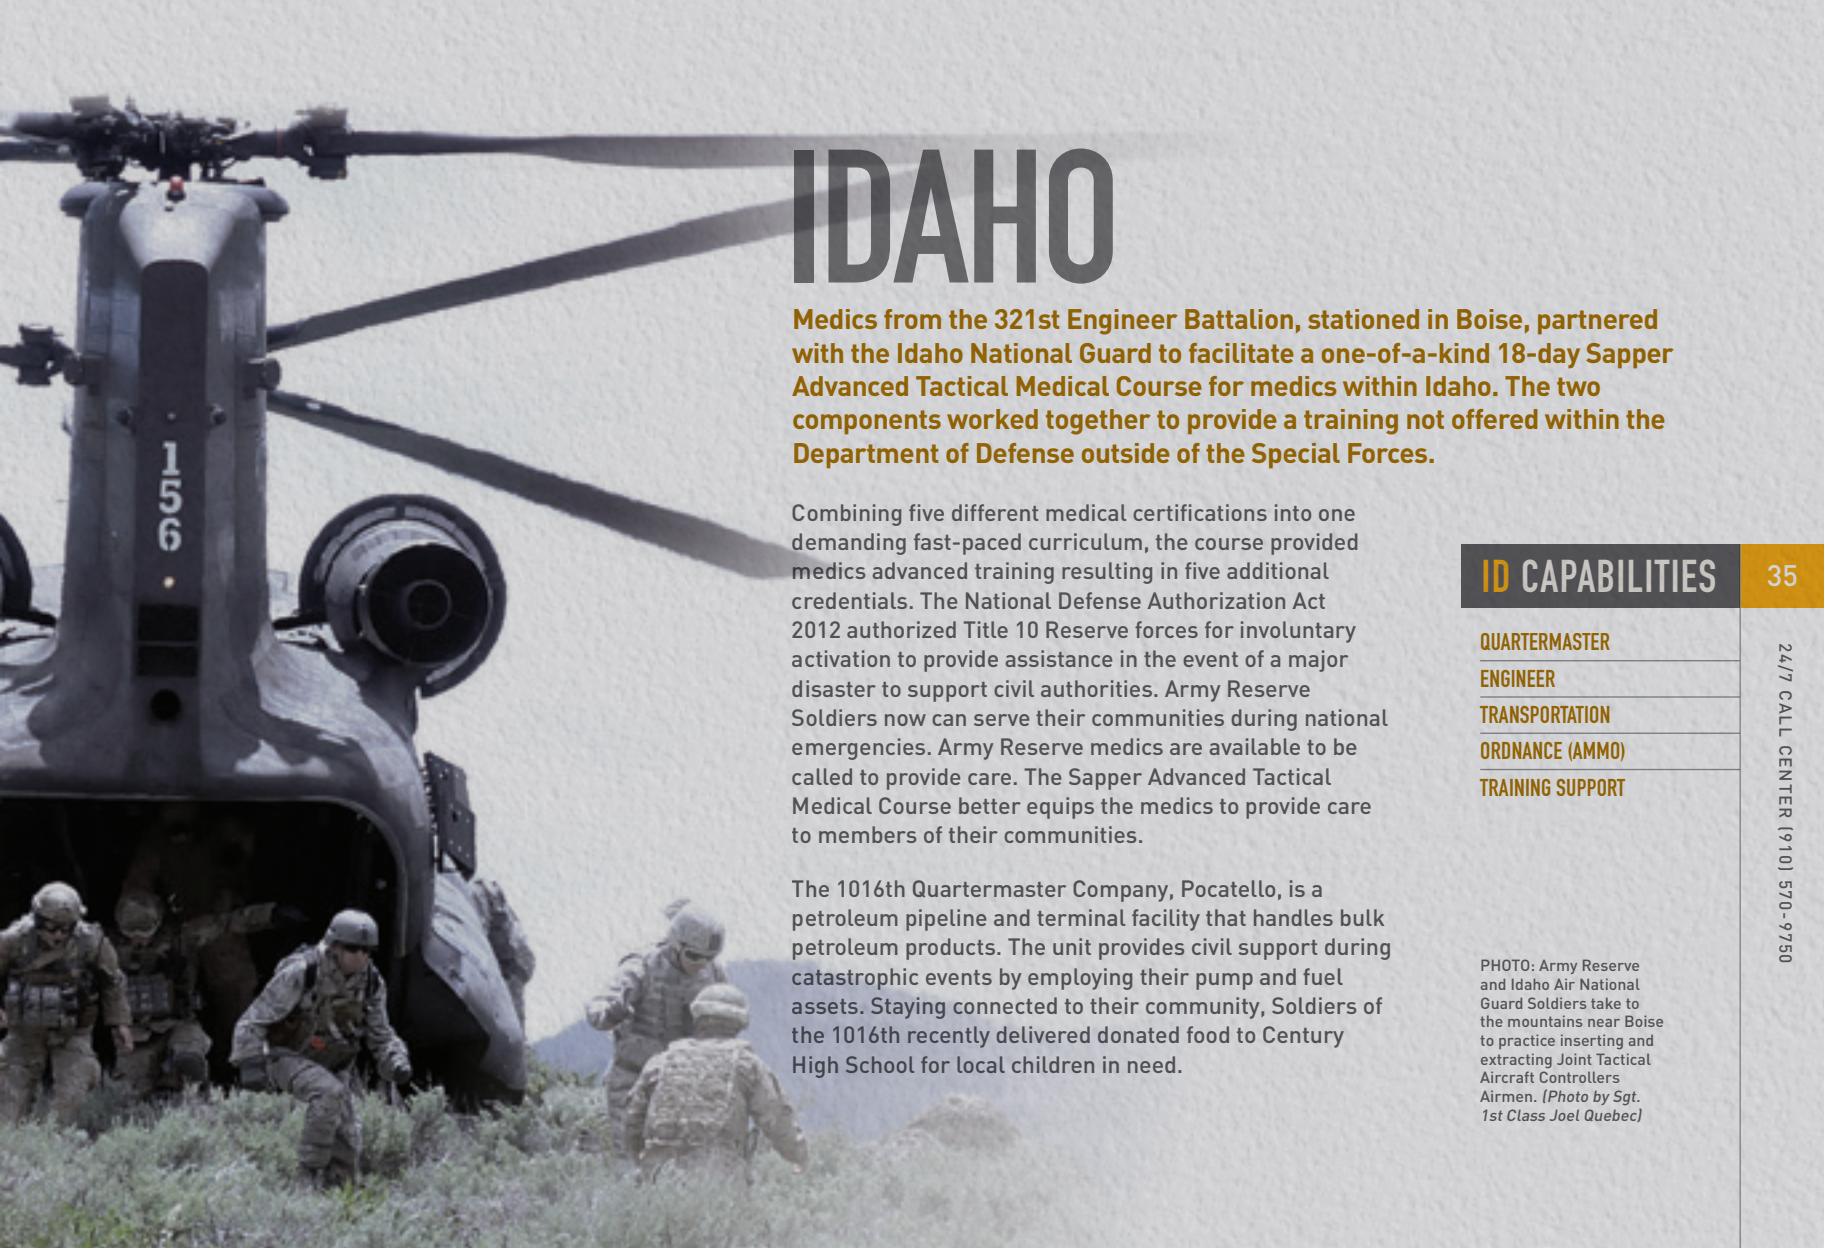 IDAHO
Medics from the 321st Engineer Battalion, stationed in Boise, partnered
with the Idaho National Guard to facilitate a one-of-a-kind 18-day Sapper
Advanced Tactical Medical Course for medics within Idaho. The two
components worked together to provide a training not offered within the
Department of Defense outside of the Special Forces.
Combining five different medical certifications into one
demanding fast-paced curriculum, the course provided
medics advanced training resulting in five additional
credentials. The National Defense Authorization Act
2012 authorized Title 10 Reserve forces for involuntary
activation to provide assistance in the event of a major
disaster to support civil authorities. Army Reserve
Soldiers now can serve their communities during national
emergencies. Army Reserve medics are available to be
called to provide care. The Sapper Advanced Tactical
Medical Course better equips the medics to provide care
to members of their communities.
The 1016th Quartermaster Company, Pocatello, is a
petroleum pipeline and terminal facility that handles bulk
petroleum products. The unit provides civil support during
catastrophic events by employing their pump and fuel
assets. Staying connected to their community, Soldiers of
the 1016th recently delivered donated food to Century
High School for local children in need.
ID CAPABILITIES
35
QUARTERMASTER
ENGINEER
TRANSPORTATION
ORDNANCE (AMMO)
TRAINING SUPPORT
24/7 CALL CENTER (910) 570-9750
PHOTO: Army Reserve
and Idaho Air National
Guard Soldiers take to
the mountains near Boise
to practice inserting and
extracting Joint Tactical
Aircraft Controllers
Airmen. (Photo by Sgt.
1st Class Joel Quebec)
156